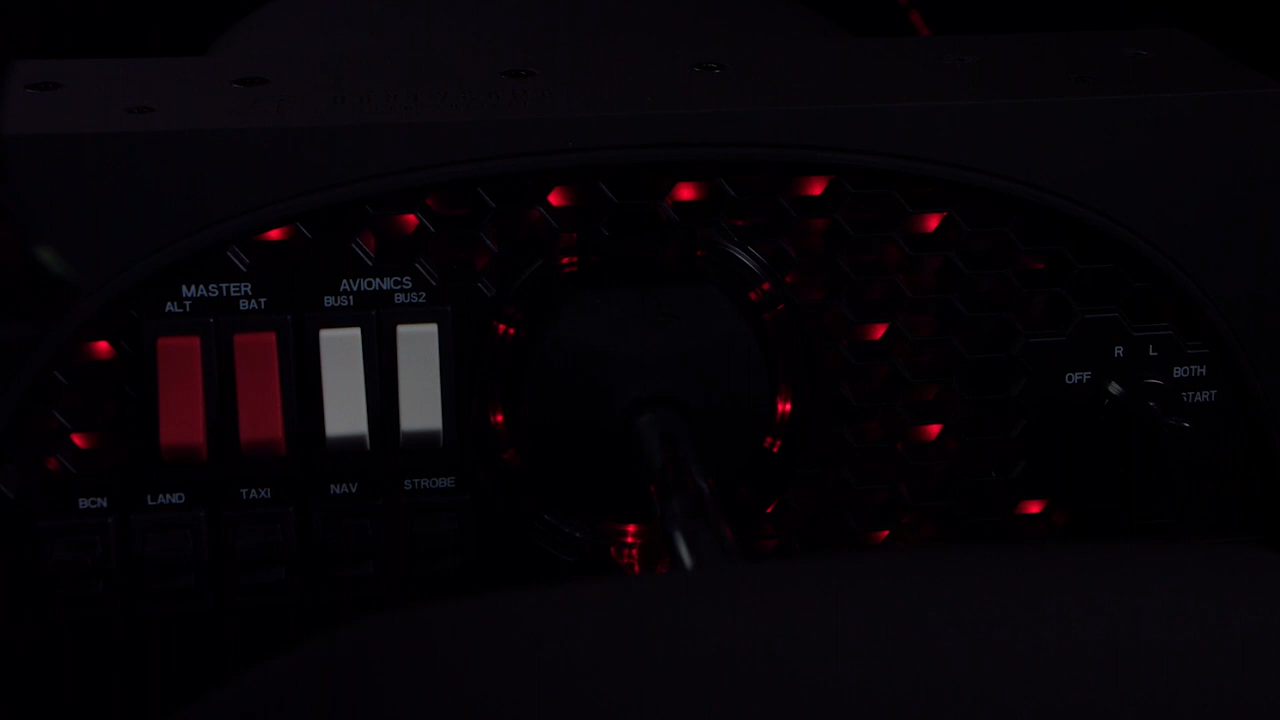 MASTER
ALT BAT
AVIONICS
BUS1 BUS2
BCN LAND TAXI NAV STROBE
OFF R L BOTH START